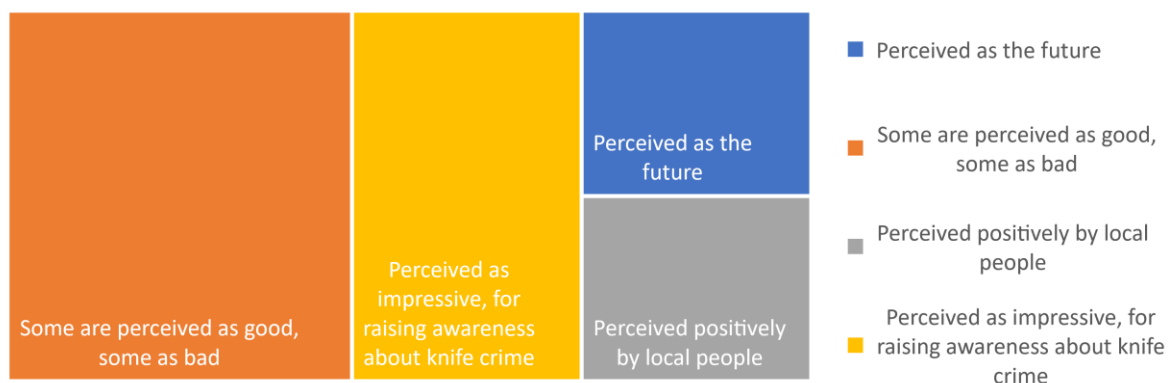 Some are perceived as good,
some as bad
Perceived as
impressive, for
raising awareness
about knife crime
Perceived as the
future
Perceived positively
by local people
Perceived as the future
Some are perceived as good,
some as bad
Perceived positively by local
people
Perceived as impressive, for
raising awareness about knife
crime